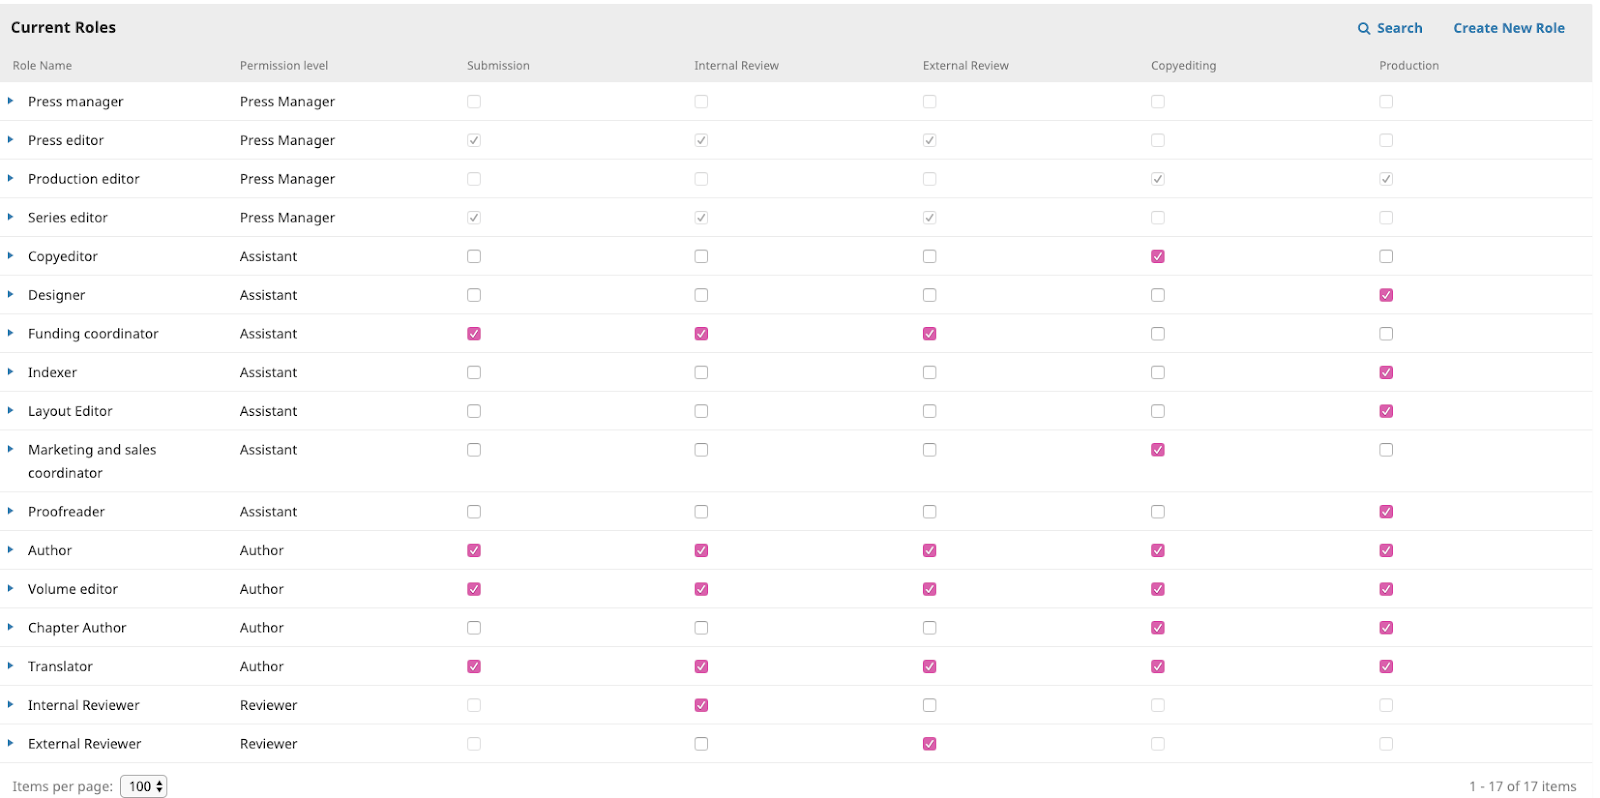 Current Roles Search Create New Role
Role Name Permission level Submission Internal Review External Review Copyediting Production
Press manager Press Manager
Press editor Press Manager
Production editor Press Manager
Series editor Press Manager
Copyeditor Assistant
Designer Assistant
Funding coordinator Assistant
Indexer Assistant
Layout Editor Assistant
Marketing and sales Assistant
coordinator
Proofreader Assistant
Author Author
Volume editor Author
Chapter Author Author
Translator Author
Internal Reviewer Reviewer
External Reviewer Reviewer
Items per page: 100 1 - 17 of 17 items